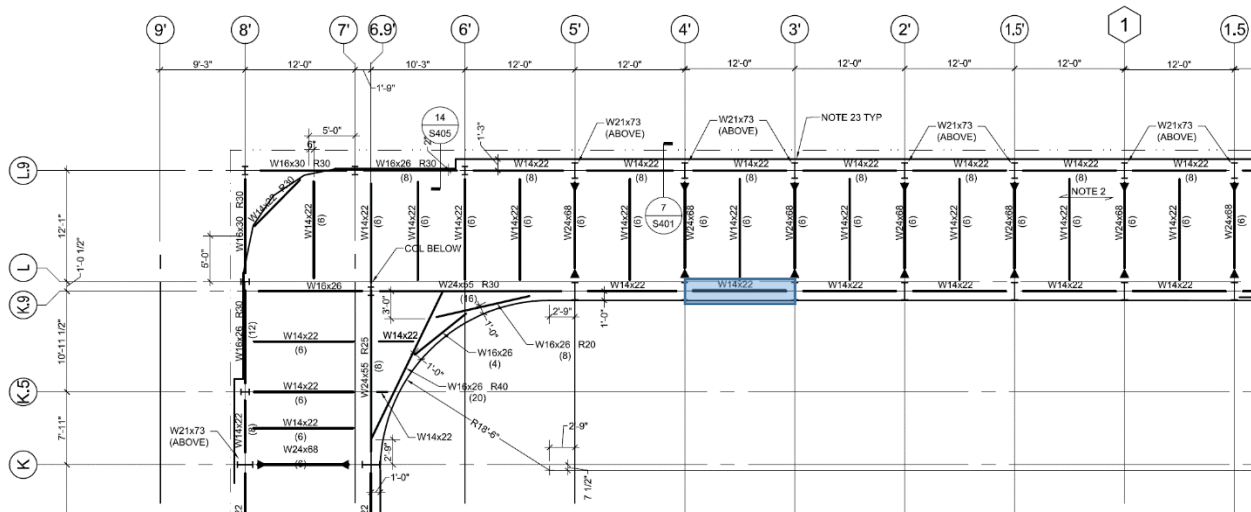 9' 8' 7' 6.9' 6' 5' 4' 3' 2' 1.5' 1 1.5
9'-3" 12'-0" 10'-3" 12'-0" 12'-0" 12'-0" 12'-0" 12'-0" 12'-0" 12'-0"
1'-9"
5'-0" 14 W21x73 W21x73 NOTE 23 TYP W21x73 W21x73
6" S405 2" 1'-3" (ABOVE) (ABOVE) (ABOVE) (ABOVE)
L.9 W16x30 R30 W16x26 R30 W14x22 W14x22 W14x22 W14x22 W14x22 W14x22 W14x22
(8) (8) (8) (8) (8) (8) (8) (8)
W14x22 R30
NOTE 2
12'-1" W16x30 R30 W14x22 (6) W14x22 (6) W14x22 (6) W14x22 (6) W14x22 (6) W24x68 (6) W14x22 (6) W24x68 (6) W14x22 (6) W24x68 (6) W14x22 (6) W24x68 (6) W14x22 (6) W24x68 (6) W14x22 (6) W24x68
7
S401
5'-0" COL BELOW
L
1'-0 1/2"
K.9 W16x26 W24x55 R30 W14x22 W14x22 W14x22 W14x22 W14x22 W14x22
(16)
3'-0" 1'-0" 2'-9" 1'-0"
10'-11 1/2" W16x26 R30 (12) W14x22 W24x55 R25 (8) W14x22 W16x26 R20
(6) (8)
W16x26
(4)
1'-0"
W16x26 R40
(20)
K.5 W14x22
(6)
R18'-6"
7'-11" W14x22 (8) W14x22 W14x22
(6)
W21x73
(ABOVE)
W24x68 2'-9" 2'-9"
K (6)
1'-0" 7 1/2"
22 22